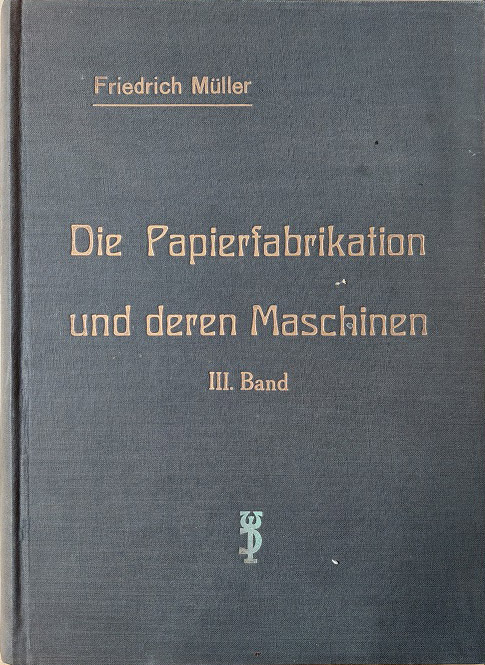 Friedrich Müller
Die Papierfabrikation
und deren Maschinen
III. Band